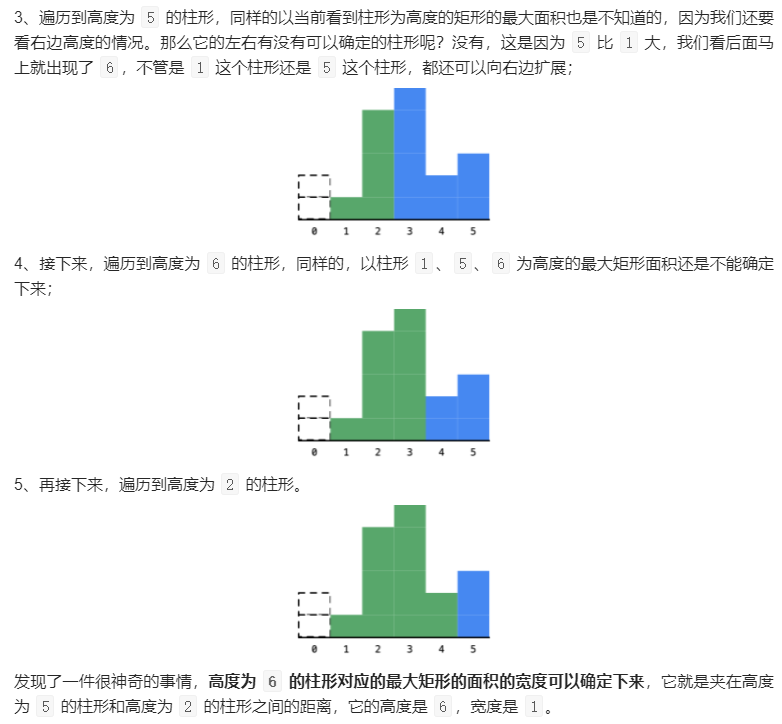 3、遍历到高度为 5 的柱形，同样的以当前看到柱形为高度的矩形的最大面积也是不知道的，因为我们还要
看右边高度的情况。那么它的左右有没有可以确定的柱形呢？没有，这是因为 5 比 1 大，我们看后面马
上就出现了 6，不管是 1 这个柱形还是 5 这个柱形，都还可以向右边扩展；
0 1 2 3 4 5
4、接下来，遍历到高度为 6 的柱形，同样的，以柱形 1、5、6 为高度的最大矩形面积还是不能确定
下来；
0 1 2 3 4 5
5、再接下来，遍历到高度为 2 的柱形。
0 1 2 3 4 5
发现了一件很神奇的事情，高度为 6 的柱形对应的最大矩形的面积的宽度可以确定下来，它就是夹在高度
为 5 的柱形和高度为 2 的柱形之间的距离，它的高度是 6，宽度是 1。